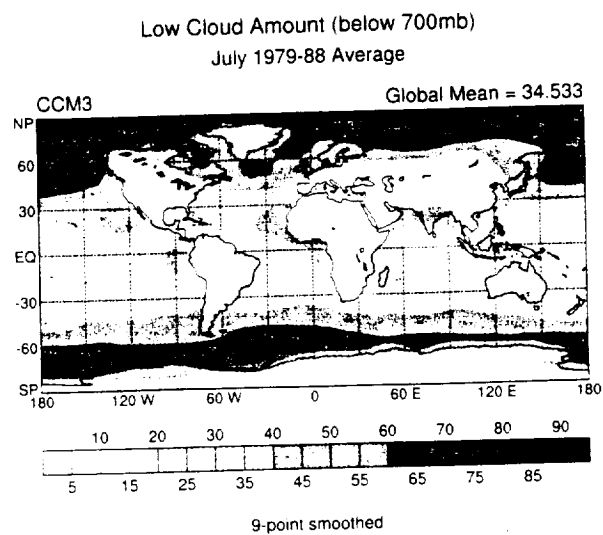 Low Cloud Amount (below 700mb)
July 1979-88 Average
CCM3 Global Mean = 34.533
NP
60
30
EQ
-30
-60
SP
180 120 W 60 W 0 60 E 120 E 180
10 20 30 40 50 60 70 80 90
5 15 25 35 45 55 65 75 85
9-point smoothed